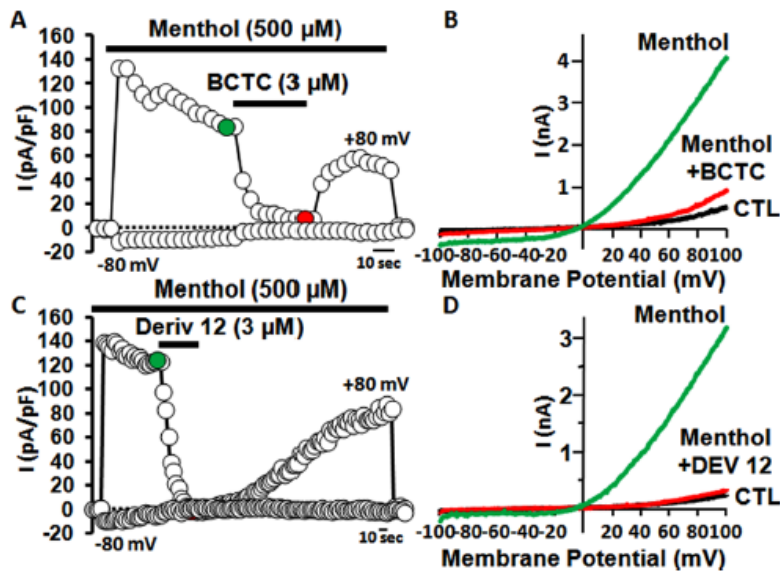 A
Menthol (500 µM)
160
140
120
100
80
60
40
20
0
-20
I (pA/pF)
BCTC (3 µM)
+80 mV
-80 mV
10 sec
B
Menthol
4
3
2
1
I (nA)
Menthol
+BCTC
CTL
-100-80-60-40-20
20 40 60 80100
Membrane Potential (mV)
C
Menthol (500 µM)
160
140
120
100
80
60
40
20
0
-20
I (pA/pF)
Deriv 12 (3 µM)
+80 mV
-80 mV
10 sec
D
Menthol
3
2
1
I (nA)
Menthol
+DEV 12
CTL
-100-80-60-40-20
20 40 60 80100
Membrane Potential (mV)